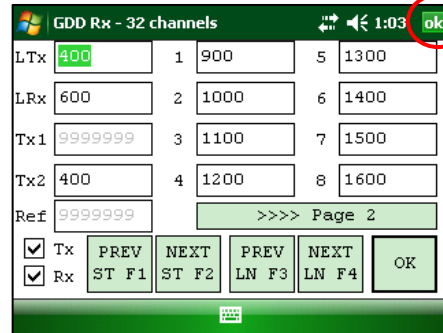 GDD Rx - 32 channels 1:03 ok
LTx 400 1 900 5 1300
LRx 600 2 1000 6 1400
Tx1 9999999 3 1100 7 1500
Tx2 400 4 1200 8 1600
Ref 9999999 >>>> Page 2
Tx PREV NEXT PREV NEXT OK
Rx ST F1 ST F2 LN F3 LN F4